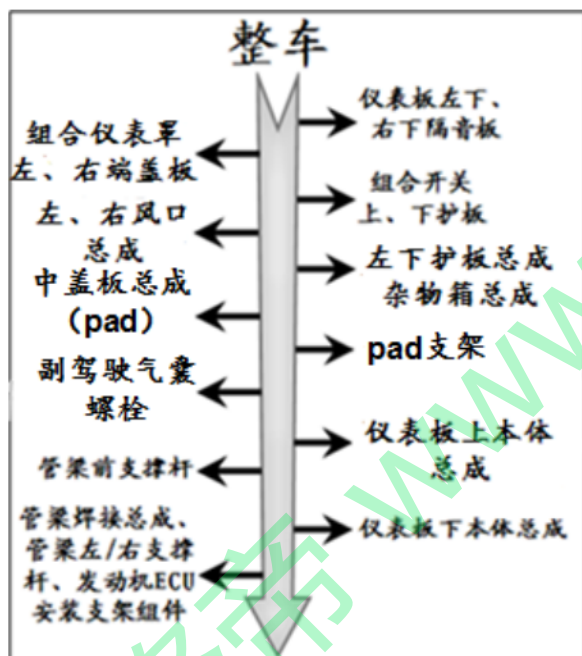 整车
仪表板左下、
右下隔音板
组合仪表罩
左、右端盖板
组合开关
上、下护板
左、右风口
总成
左下护板总成
杂物箱总成
中盖板总成
（pad）
pad支架
副驾驶气囊
螺栓
仪表板上本体
总成
管梁前支撑杆
管梁焊接总成、
管梁左/右支撑
杆、发动机ECU
安装支架组件
仪表板下本体总成
帝 www